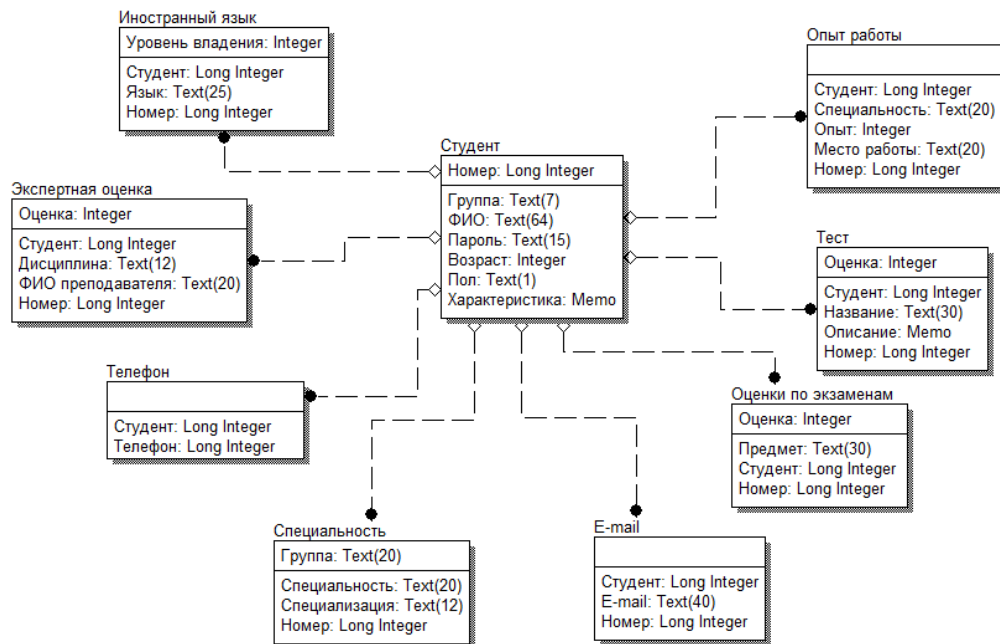 Иностранный язык
Уровень владения: Integer
Студент: Long Integer
Язык: Text(25)
Номер: Long Integer
Опыт работы
Студент: Long Integer
Специальность: Text(20)
Опыт: Integer
Место работы: Text(20)
Номер: Long Integer
Студент
Номер: Long Integer
Группа: Text(7)
ФИО: Text(64)
Пароль: Text(15)
Возраст: Integer
Пол: Text(1)
Характеристика: Memo
Экспертная оценка
Оценка: Integer
Студент: Long Integer
Дисциплина: Text(12)
ФИО преподавателя: Text(20)
Номер: Long Integer
Тест
Оценка: Integer
Студент: Long Integer
Название: Text(30)
Описание: Memo
Номер: Long Integer
Телефон
Студент: Long Integer
Телефон: Long Integer
Оценки по экзаменам
Оценка: Integer
Предмет: Text(30)
Студент: Long Integer
Номер: Long Integer
Специальность
Группа: Text(20)
Специальность: Text(20)
Специализация: Text(12)
Номер: Long Integer
E-mail
Студент: Long Integer
E-mail: Text(40)
Номер: Long Integer